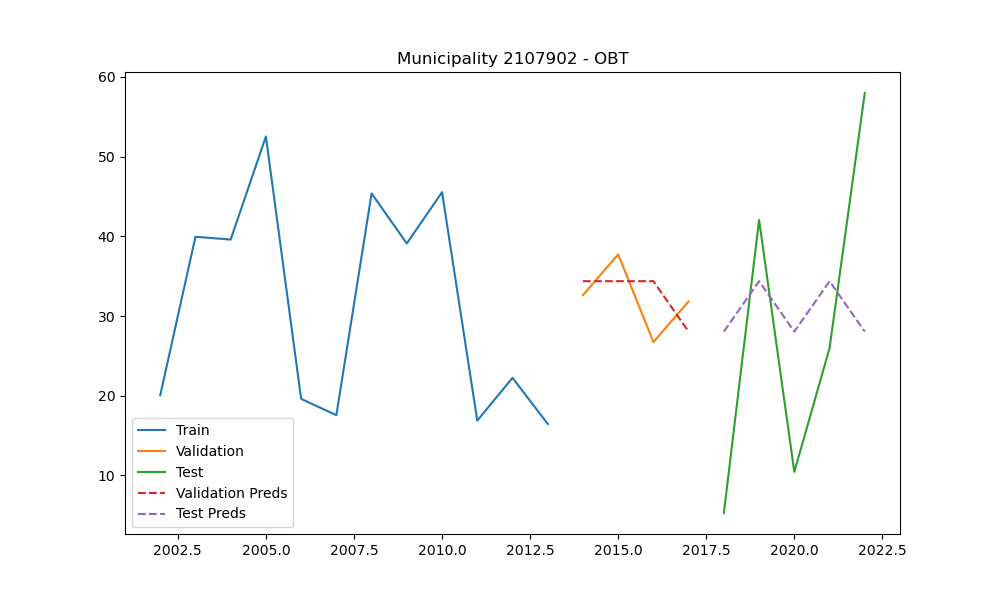 Municipality 2107902 - OBT
60
50
40
30
20
10
Train
Validation
Test
Validation Preds
Test Preds
2002.5 2005.0 2007.5 2010.0 2012.5 2015.0 2017.5 2020.0 2022.5